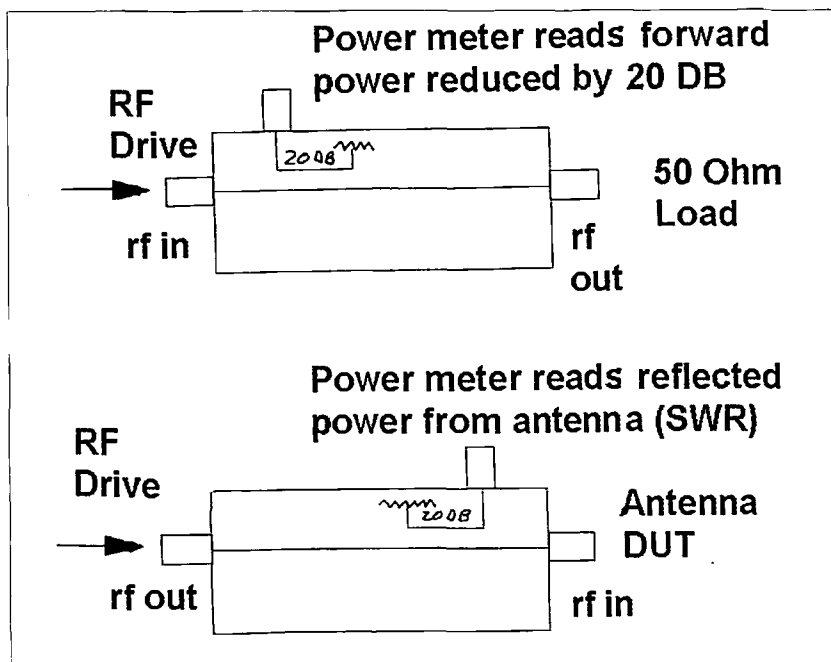 Power meter reads forward
power reduced by 20 DB
RF
Drive
20DB
50 Ohm
Load
rf in
rf
out
Power meter reads reflected
power from antenna (SWR)
RF
Drive
20DB
Antenna
DUT
rf out
rf in